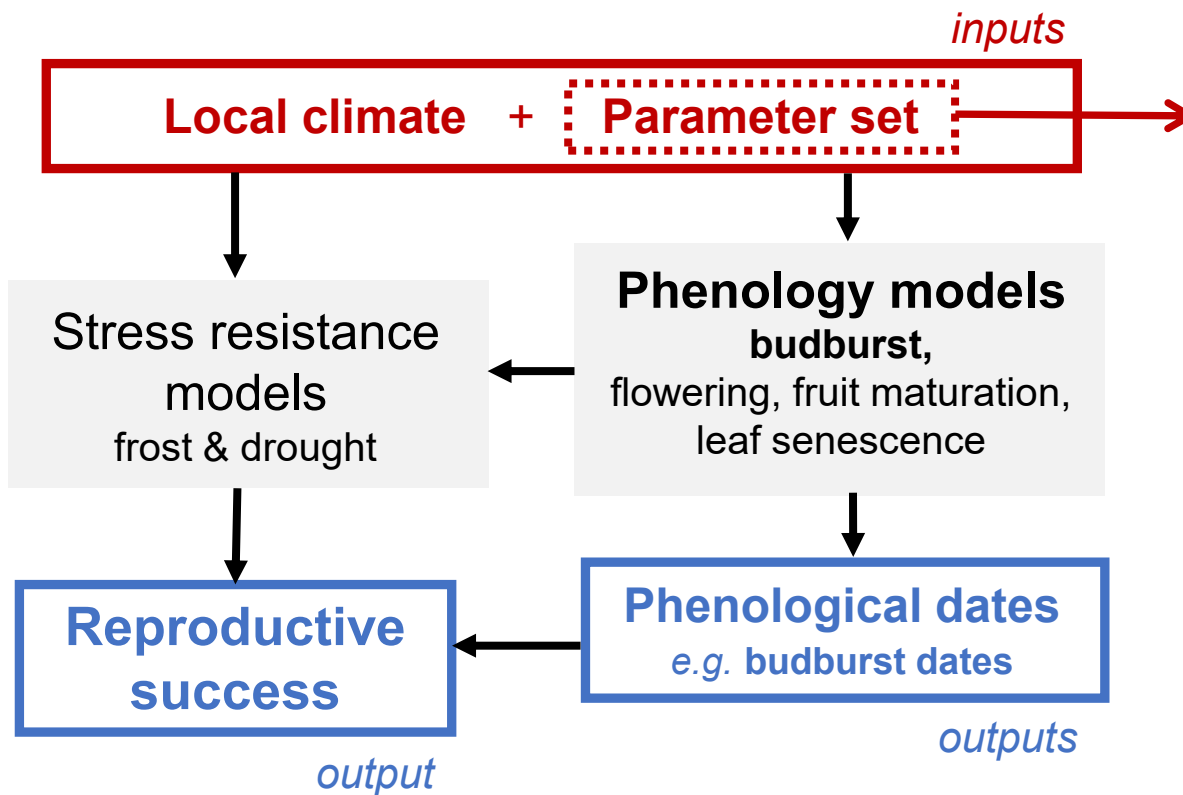 inputs
Local climate + Parameter set
Stress resistance
models
frost & drought
Phenology models
budburst,
flowering, fruit maturation,
leaf senescence
Reproductive
success
output
Phenological dates
e.g. budburst dates
outputs